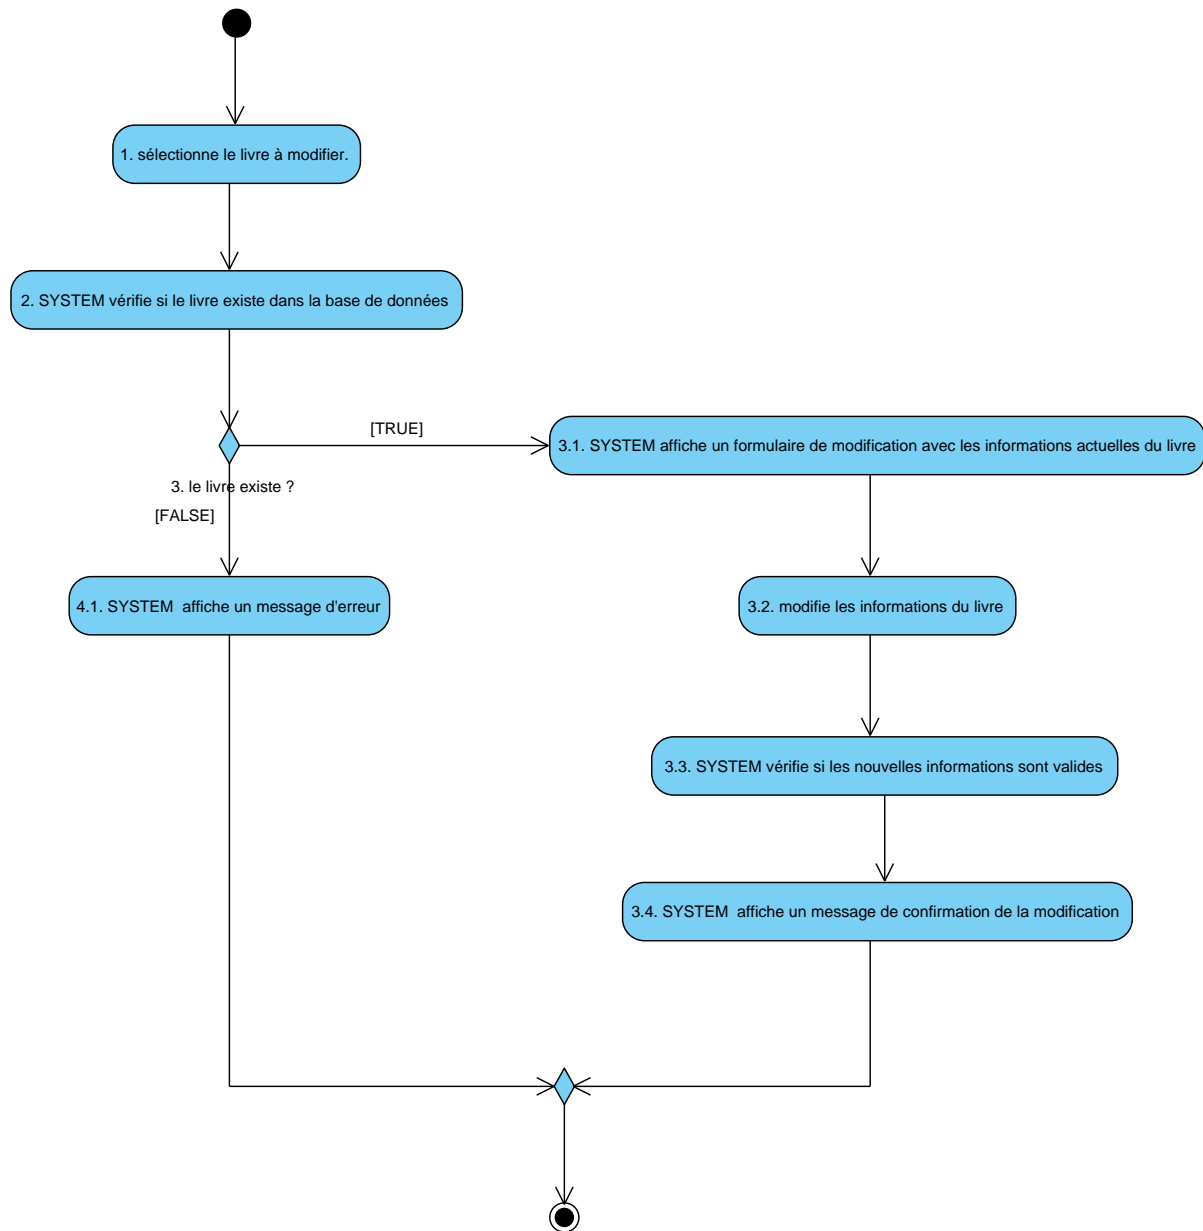 1. sélectionne le livre à modifier.
2. SYSTEM vérifie si le livre existe dans la base de données
[TRUE]
3.1. SYSTEM affiche un formulaire de modification avec les informations actuelles du livre
3. le livre existe ?
[FALSE]
4.1. SYSTEM  affiche un message d'erreur
3.2. modifie les informations du livre
3.3. SYSTEM vérifie si les nouvelles informations sont valides
3.4. SYSTEM  affiche un message de confirmation de la modification